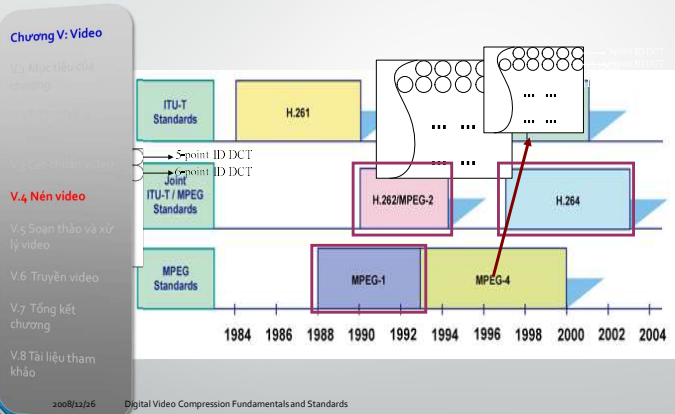 Chương V: Video
V.4 Nén video
V.5 Soạn thảo và xử
lý video
V.6 Truyền video
V.7 Tổng kết
chương
V.8 Tài liệu tham
khảo
ITU-T
Standards
H.261
... ...
... ...
... ...
... ...
5-point ID DCT
6-point ID DCT
Joint
ITU-T / MPEG
Standards
H.262/MPEG-2
H.264
MPEG
Standards
MPEG-1
MPEG-4
1984 1986 1988 1990 1992 1994 1996 1998 2000 2002 2004
2008/12/26
Digital Video Compression Fundamentals and Standards